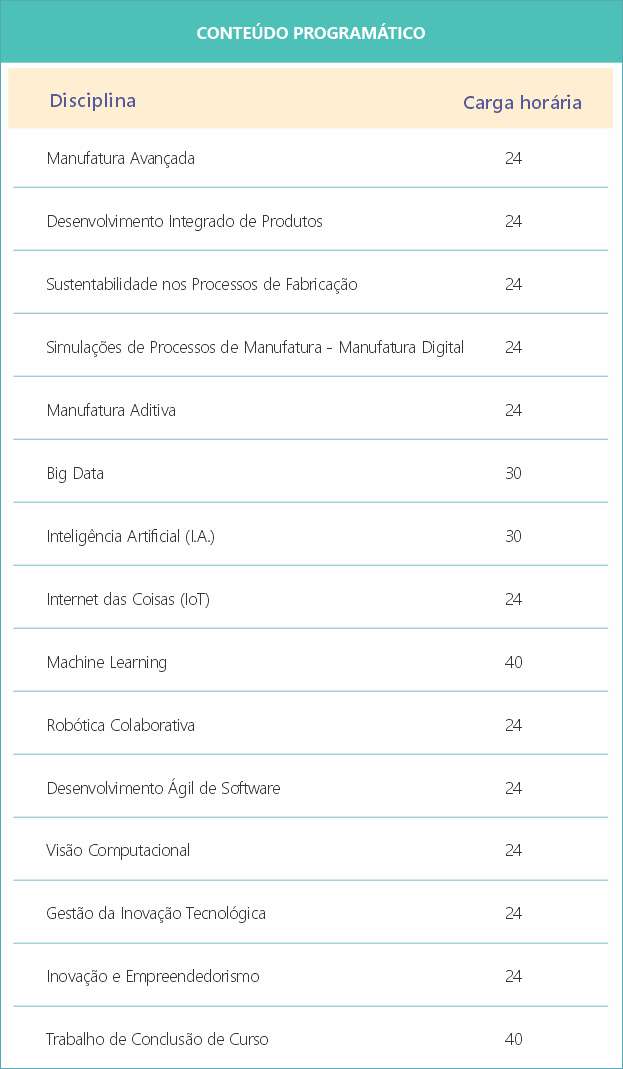 CONTEÚDO PROGRAMÁTICO
Disciplina Carga horária
Manufatura Avançada 24
Desenvolvimento Integrado de Produtos 24
Sustentabilidade nos Processos de Fabricação 24
Simulações de Processos de Manufatura - Manufatura Digital 24
Manufatura Aditiva 24
Big Data 30
Inteligência Artificial (I.A.) 30
Internet das Coisas (IoT) 24
Machine Learning 40
Robótica Colaborativa 24
Desenvolvimento Ágil de Software 24
Visão Computacional 24
Gestão da Inovação Tecnológica 24
Inovação e Empreendedorismo 24
Trabalho de Conclusão de Curso 40